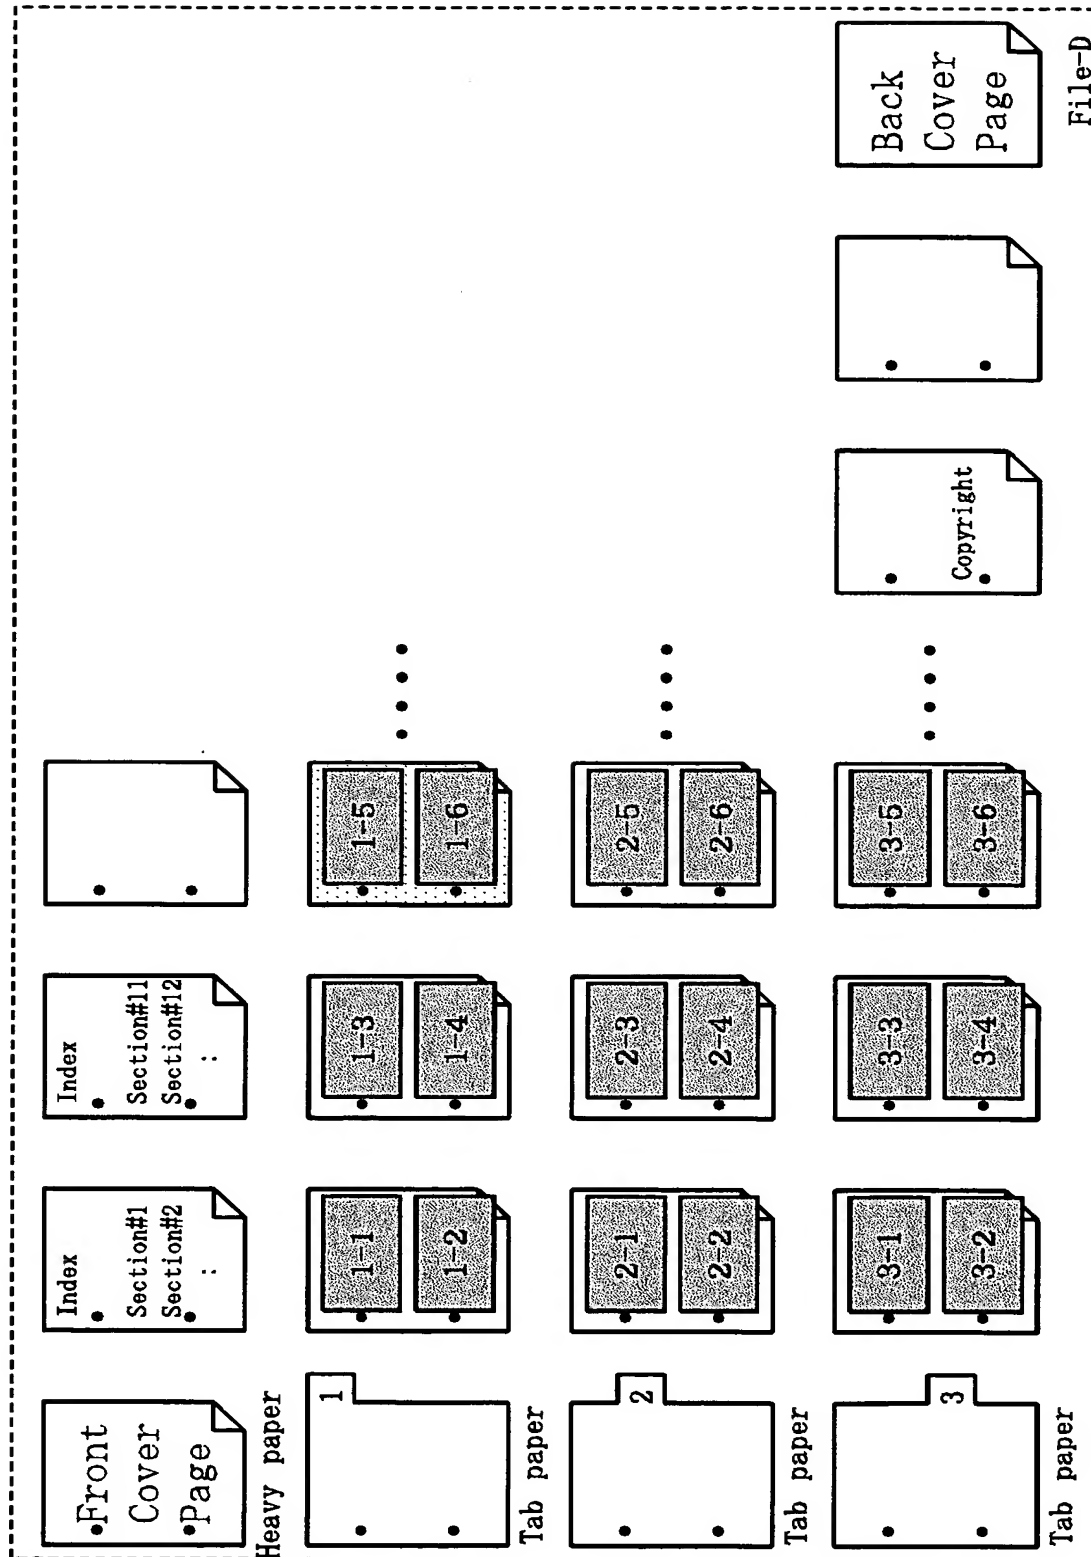 Front
Cover
Page
Heavy paper
Index
Section#1
Section#2
:
Index
Section#11
Section#12
:
1
Tab paper
1-1
1-2
1-3
1-4
1-5
1-6
2
Tab paper
2-1
2-2
2-3
2-4
2-5
2-6
3
Tab paper
3-1
3-2
3-3
3-4
3-5
3-6
Copyright
Back
Cover
Page
File-D